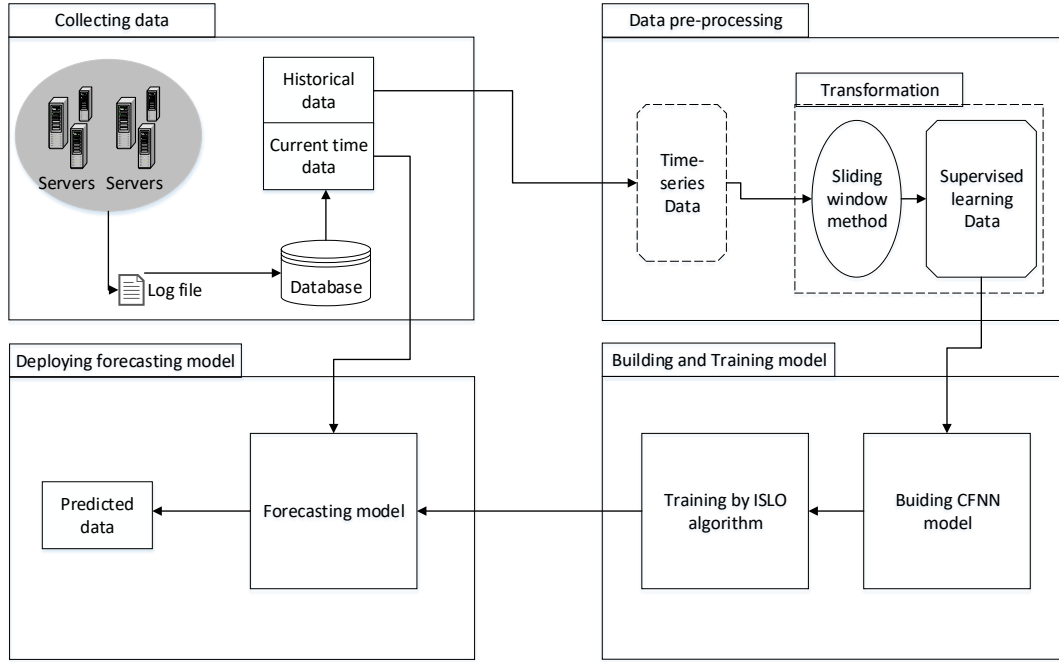 Collecting data
Servers Servers
Log file
Database
Historical
data
Current time
data
Data pre-processing
Time-
series
Data
Transformation
Sliding
window
method
Supervised
learning
Data
Deploying forecasting model
Predicted
data
Forecasting model
Building and Training model
Training by ISLO
algorithm
Buiding CFNN
model